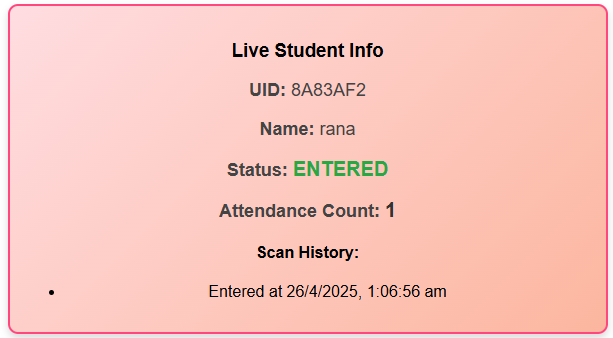 Live Student Info
UID: 8A83AF2
Name: rana
Status: ENTERED
Attendance Count: 1
Scan History:
• Entered at 26/4/2025, 1:06:56 am